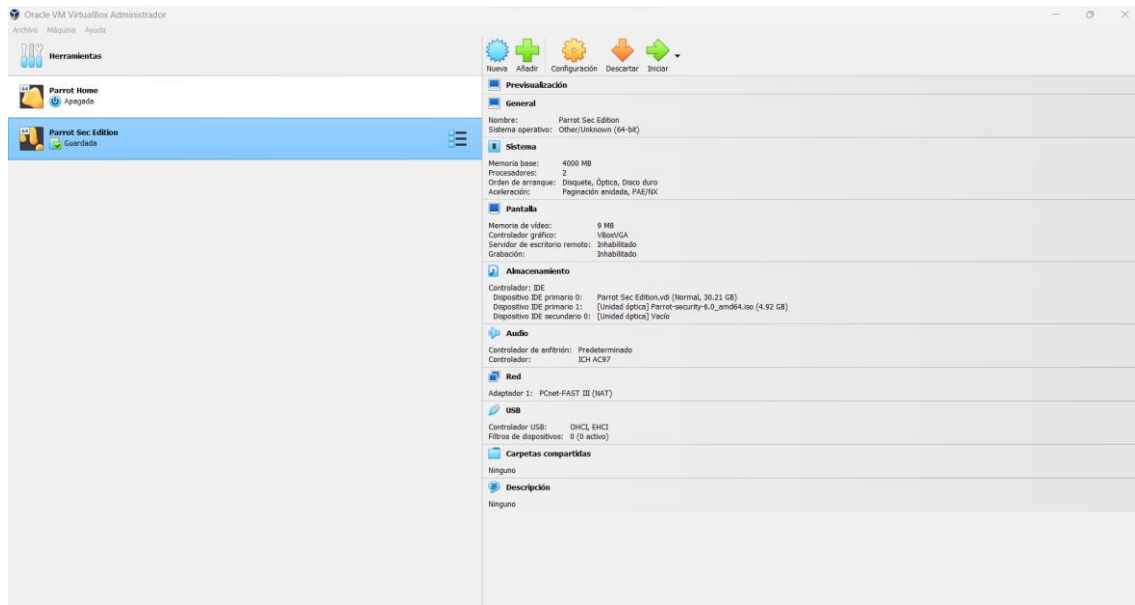 Oracle VM VirtualBox Administrador
Archivo Máquina Ayuda
Herramientas
64
Parrot Home
Apagada
64
Parrot Sec Edition
Guardada
Nueva Añadir Configuración Descartar Iniciar
Previsualización
General
Nombre: Parrot Sec Edition
Sistema operativo: Other/Unknown (64-bit)
Sistema
Memoria base: 4000 MB
Procesadores: 2
Orden de arranque: Disquete, Óptica, Disco duro
Aceleración: Paginación anidada, PAE/NX
Pantalla
Memoria de vídeo: 9 MB
Controlador gráfico: VBoxVGA
Servidor de escritorio remoto: Inhabilitado
Grabación: Inhabilitado
Almacenamiento
Controlador: IDE
Dispositivo IDE primario 0: Parrot Sec Edition.vdi (Normal, 30.21 GB)
Dispositivo IDE primario 1: [Unidad óptica] Parrot-security-6.0_amd64.iso (4.92 GB)
Dispositivo IDE secundario 0: [Unidad óptica] Vacío
Audio
Controlador de anfitrión: Predeterminado
Controlador: ICH AC97
Red
Adaptador 1: PCnet-FAST III (NAT)
USB
Controlador USB: OHCI, EHCI
Filtros de dispositivos: 0 (0 activo)
Carpetas compartidas
Ninguno
Descripción
Ninguno